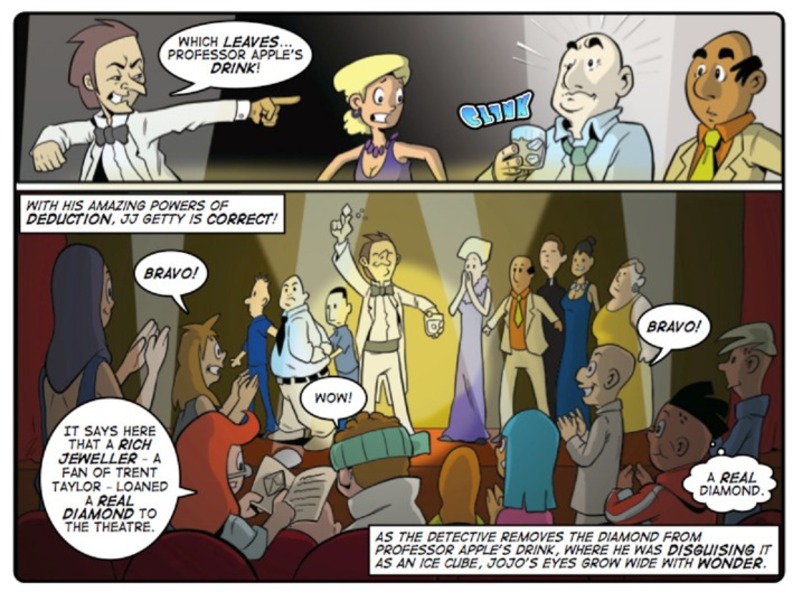 WHICH LEAVES...
PROFESSOR APPLE'S
DRINK!
CLINK
WITH HIS AMAZING POWERS OF
DEDUCTION, JJ GETTY IS CORRECT!
BRAVO!
BRAVO!
WOW!
IT SAYS HERE
THAT A RICH
JEWELLER - A
FAN OF TRENT
TAYLOR - LOANED
A REAL
DIAMOND TO
THE THEATRE.
A REAL
DIAMOND.
AS THE DETECTIVE REMOVES THE DIAMOND FROM
PROFESSOR APPLE'S DRINK, WHERE HE WAS DISGUISING IT
AS AN ICE CUBE, JOJO'S EYES GROW WIDE WITH WONDER.